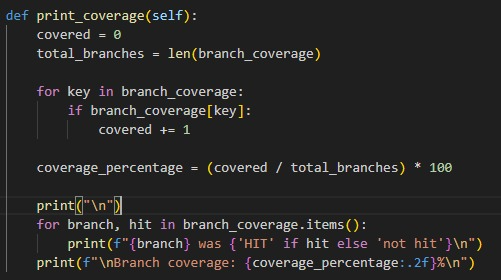 def print_coverage(self):
    covered = 0
    total_branches = len(branch_coverage)

    for key in branch_coverage:
        if branch_coverage[key]:
            covered += 1

    coverage_percentage = (covered / total_branches) * 100

    print("\n")
    for branch, hit in branch_coverage.items():
        print(f"{branch} was {'HIT' if hit else 'not hit'}\n")
    print(f"\nBranch coverage: {coverage_percentage:.2f}%\n")